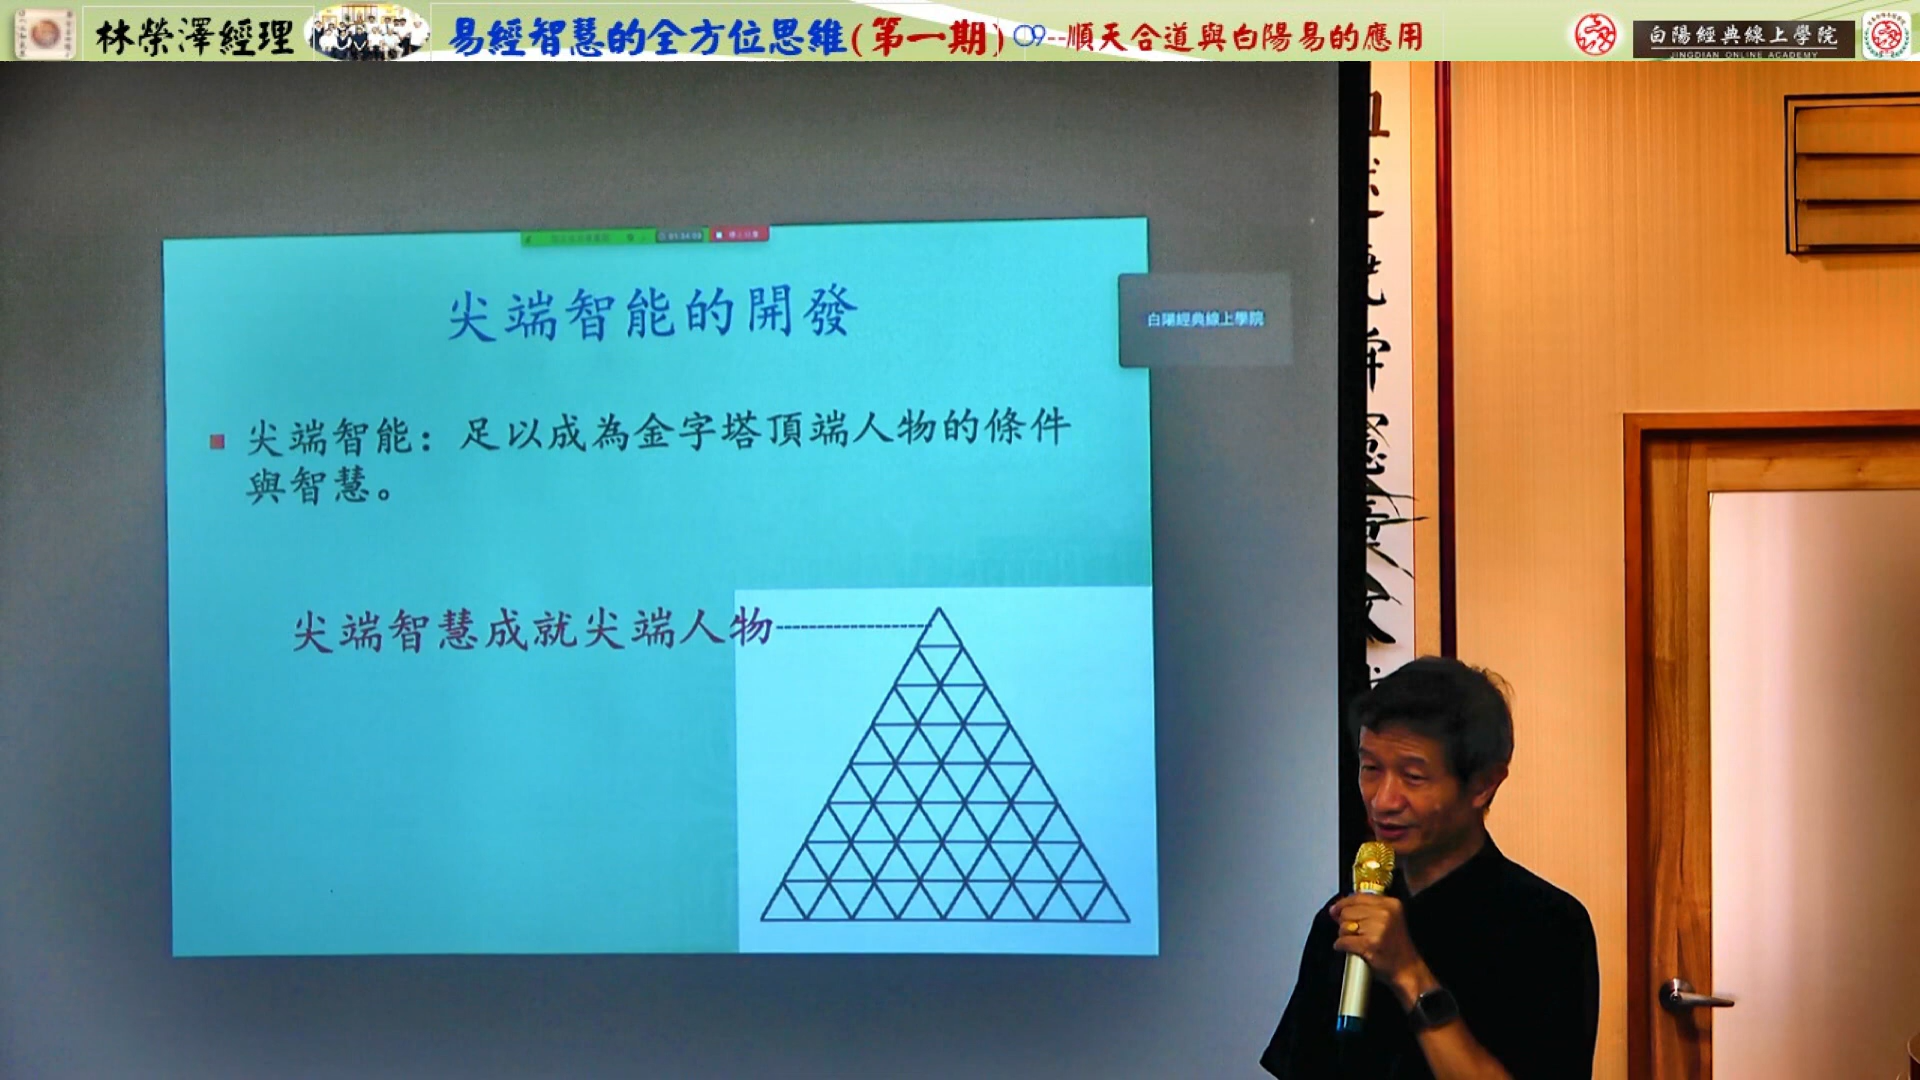 林榮澤經理
易經智慧的全方位思維(第一期) 09--順天合道與白陽易的應用
白陽經典線上學院
JINGDIAN ONLINE ACADEMY
尖端智能的開發
白陽經典線上學院
尖端智能：足以成為金字塔頂端人物的條件
與智慧。
尖端智慧成就尖端人物